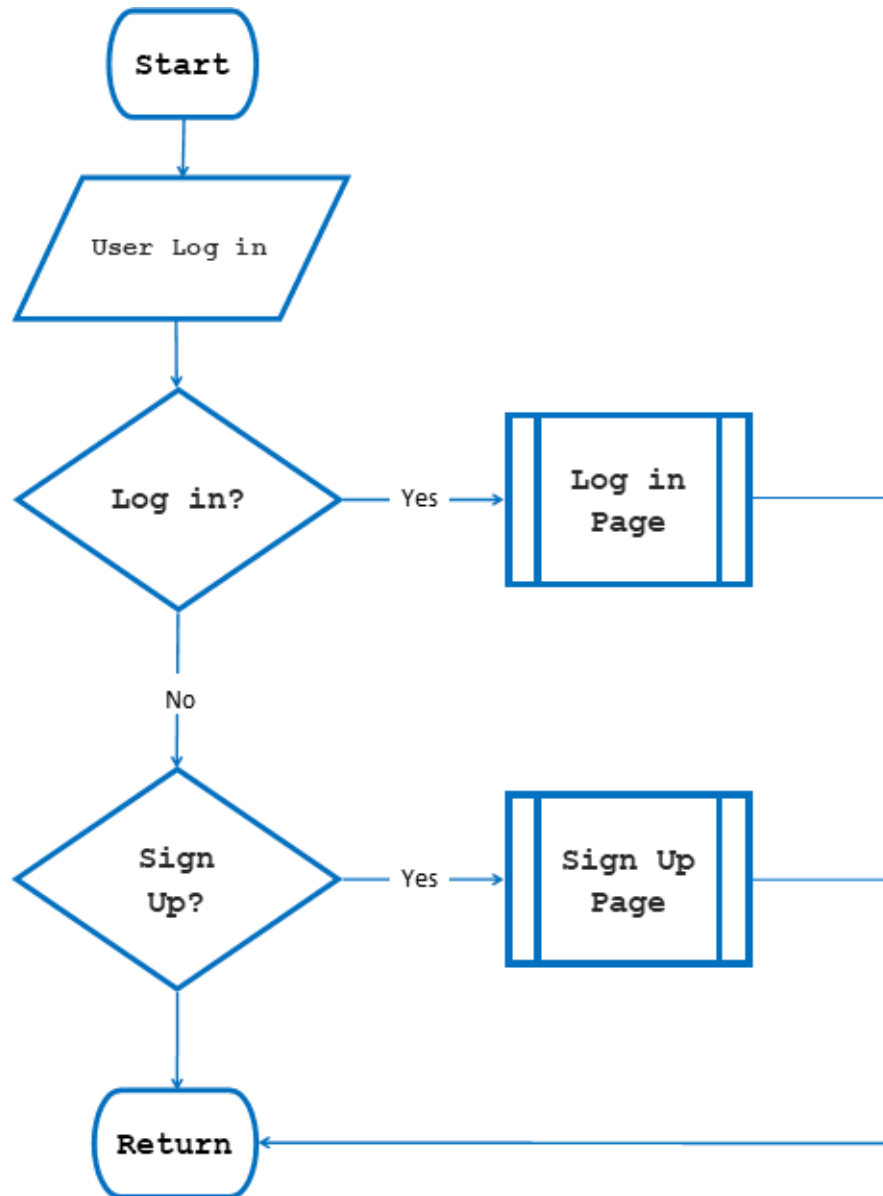 Start
User Log in
Log in?
Yes
Log in
Page
No
Sign
Up?
Yes
Sign Up
Page
Return